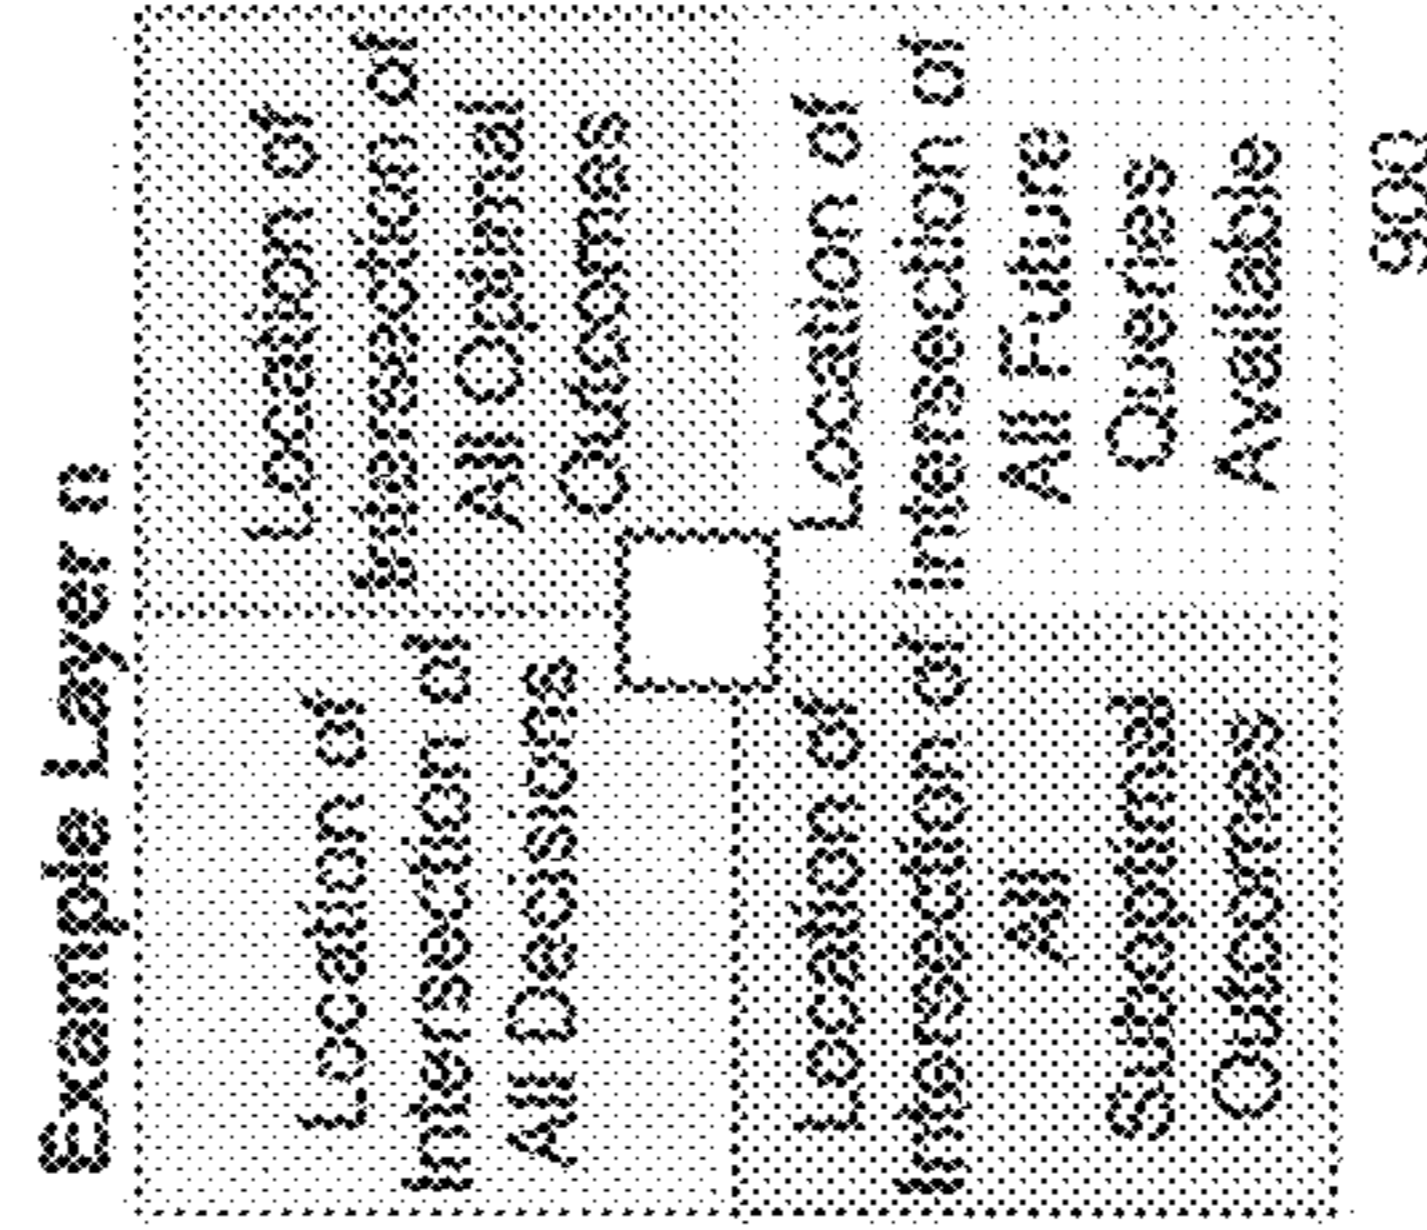 Example Layer n
Location of
Intersection of
All Decisions
Location of
Intersection of
All Optimal
Outcomes
Location of
Intersection of
All
Suboptimal
Outcomes
Location of
Intersection of
All Future
Queries
Available
900